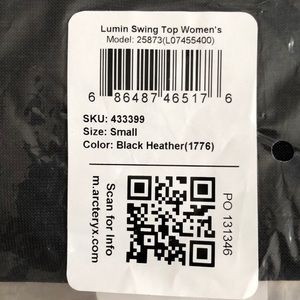 Lumin Swing Top Women's
Model: 25873(L07455400)
6 86487 46517 6
SKU: 433399
Size: Small
Color: Black Heather(1776)
Scan for Info
m.arcteryx.com
PO 131346